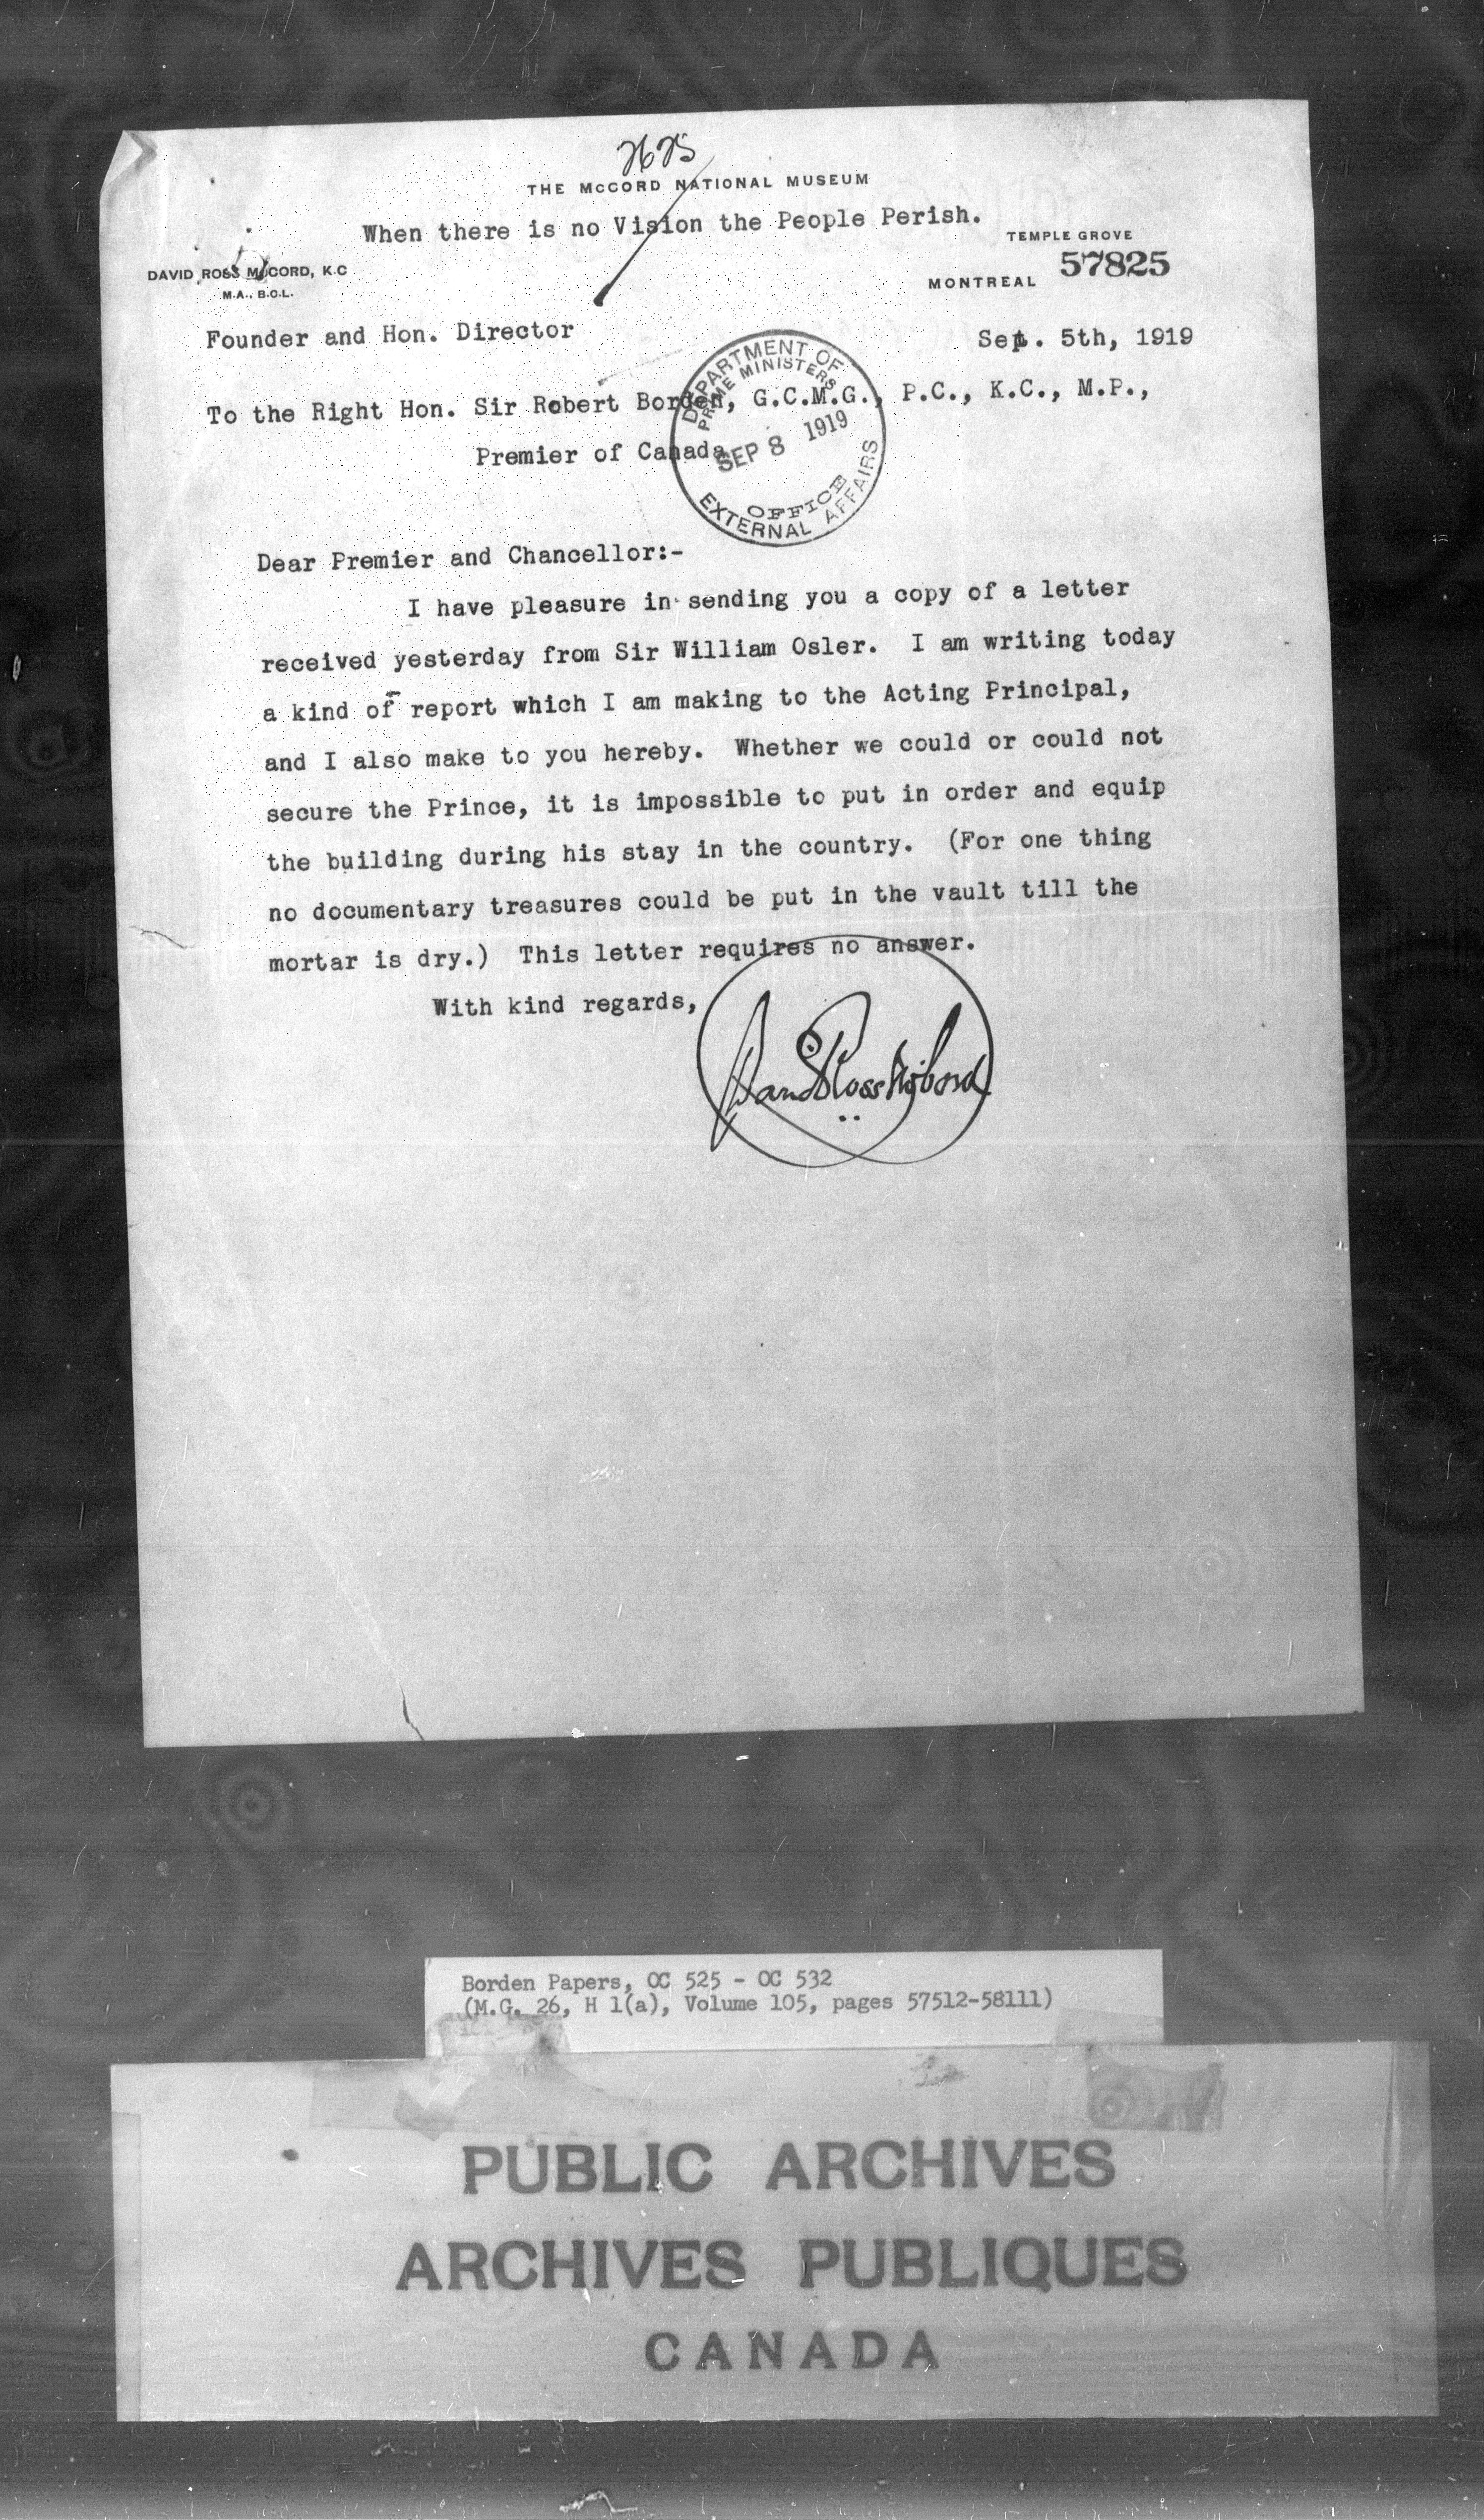 2625
THE McCORD NATIONAL MUSEUM
When there is no Vision the People Perish.
TEMPLE GROVE
57825
DAVID ROSS McCORD, K.C
M.A., B.C.L.
MONTREAL
Founder and Hon. Director
Sept. 5th, 1919
DEPARTMENT OF
PRIME MINISTERS
To the Right Hon. Sir Robert Borden, G.C.M.G., P.C., K.C., M.P.,
Premier of Canada
SEP 8 1919
OFFICE
EXTERNAL AFFAIRS
Dear Premier and Chancellor:-
I have pleasure in sending you a copy of a letter
received yesterday from Sir William Osler. I am writing today
a kind of report which I am making to the Acting Principal,
and I also make to you hereby. Whether we could or could not
secure the Prince, it is impossible to put in order and equip
the building during his stay in the country. (For one thing
no documentary treasures could be put in the vault till the
mortar is dry.) This letter requires no answer.
With kind regards,
David Ross McCord
Borden Papers, OC 525 - OC 532
(M.G. 26, H 1(a), Volume 105, pages 57512-58111)
PUBLIC ARCHIVES
ARCHIVES PUBLIQUES
CANADA